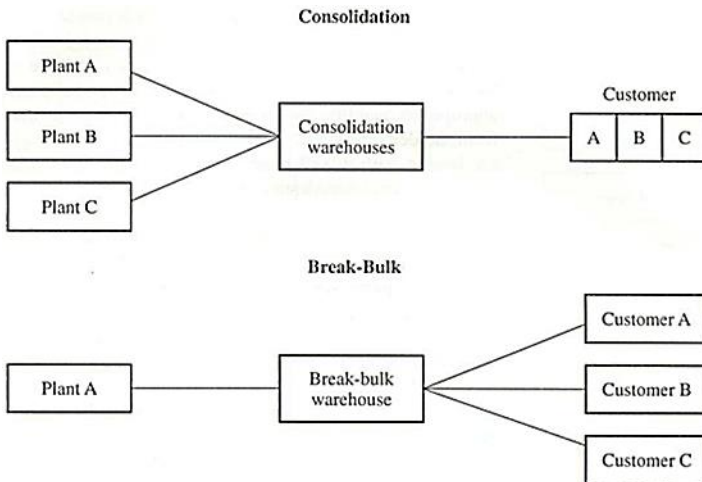 Consolidation
Plant A
Plant B
Plant C
Consolidation
warehouses
Customer
A B C
Break-Bulk
Plant A
Break-bulk
warehouse
Customer A
Customer B
Customer C